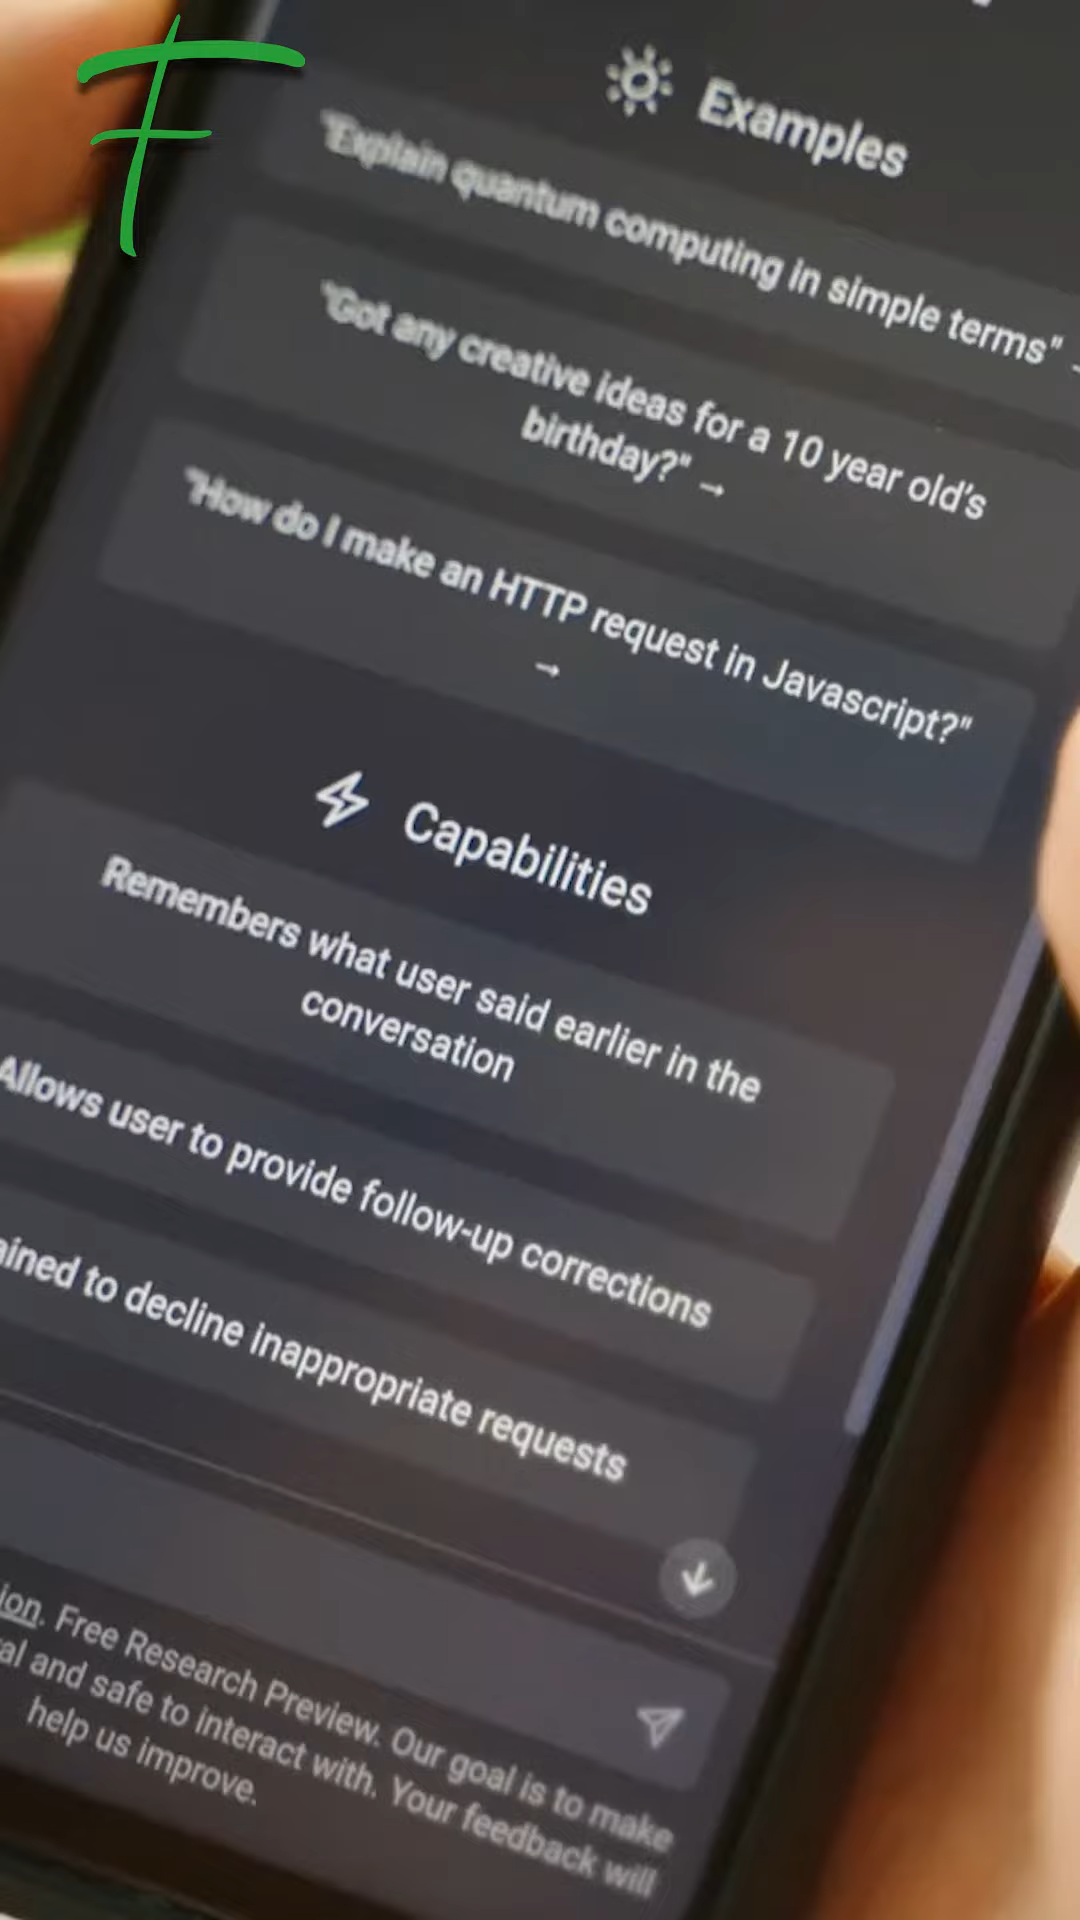 F
Examples
"Explain quantum computing in simple terms"
"Got any creative ideas for a 10 year old's
birthday?" →
"How do I make an HTTP request in Javascript?"
→
Capabilities
Remembers what user said earlier in the
conversation
Allows user to provide follow-up corrections
ained to decline inappropriate requests
ion. Free Research Preview. Our goal is to make
al and safe to interact with. Your feedback will
help us improve.